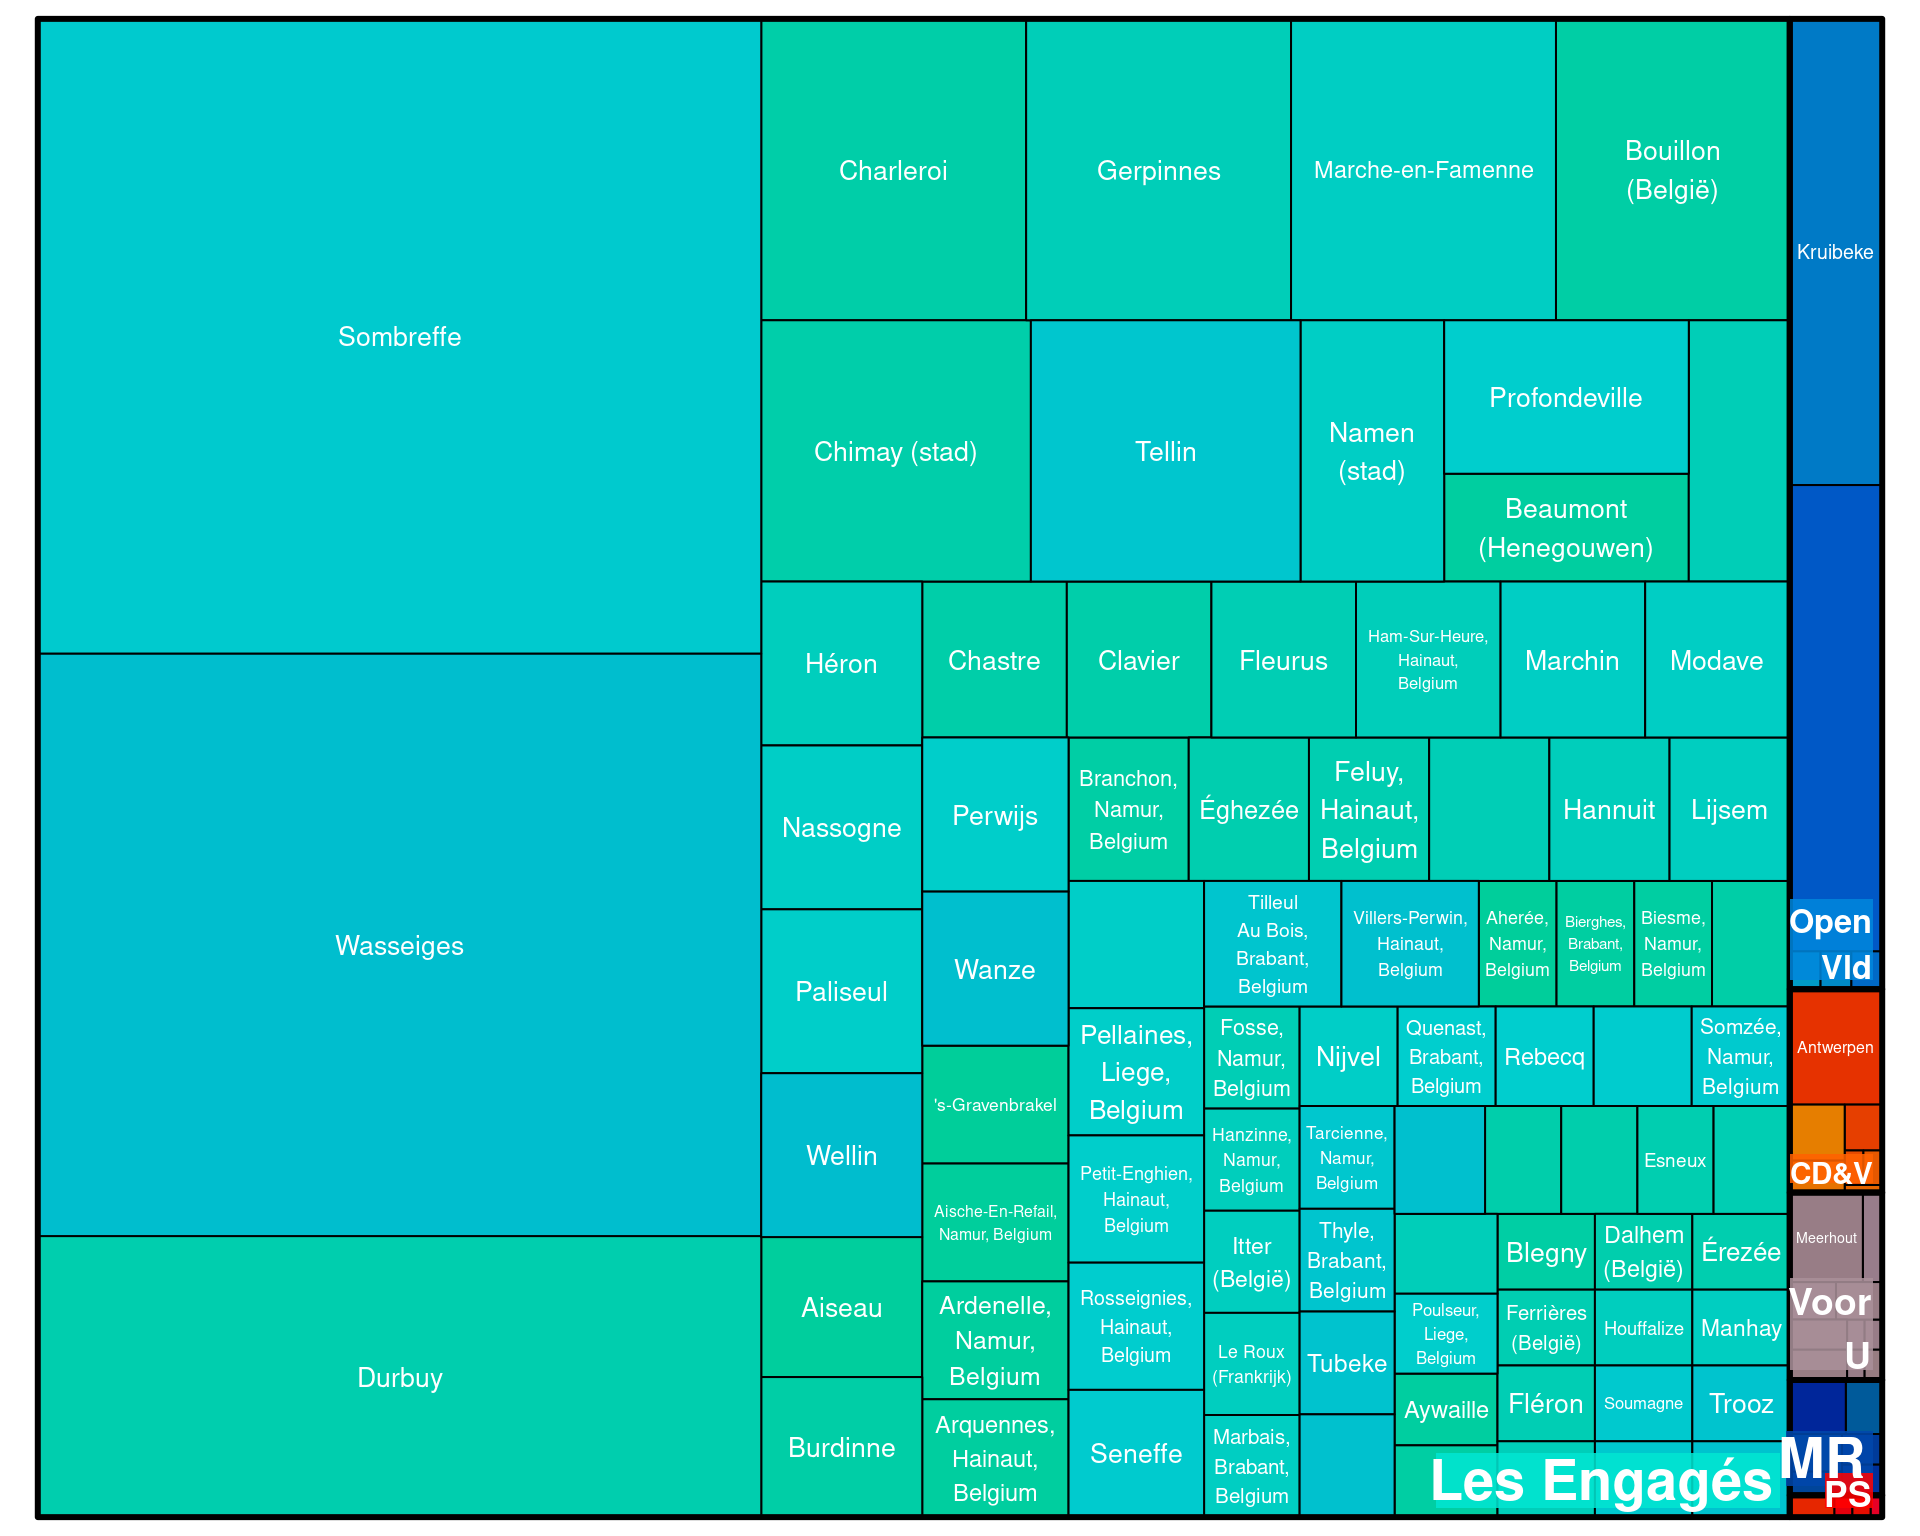 Sombreffe
Wasseiges
Durbuy
Charleroi
Gerpinnes
Marche-en-Famenne
Bouillon
(België)
Chimay (stad)
Tellin
Namen
(stad)
Profondeville
Beaumont
(Henegouwen)
Héron
Nassogne
Paliseul
Wellin
Aiseau
Burdinne
Chastre
Clavier
Fleurus
Ham-Sur-Heure,
Hainaut,
Belgium
Marchin
Modave
Perwijs
Wanze
's-Gravenbrakel
Aische-En-Refail,
Namur, Belgium
Ardenelle,
Namur,
Belgium
Arquennes,
Hainaut,
Belgium
Branchon,
Namur,
Belgium
Éghezée
Feluy,
Hainaut,
Belgium
Hannuit
Lijsem
Pellaines,
Liege,
Belgium
Petit-Enghien,
Hainaut,
Belgium
Rosseignies,
Hainaut,
Belgium
Seneffe
Tilleul
Au Bois,
Brabant,
Belgium
Villers-Perwin,
Hainaut,
Belgium
Aherée,
Namur,
Belgium
Bierghes,
Brabant,
Belgium
Biesme,
Namur,
Belgium
Fosse,
Namur,
Belgium
Hanzinne,
Namur,
Belgium
Itter
(België)
Le Roux
(Frankrijk)
Marbais,
Brabant,
Belgium
Nijvel
Quenast,
Brabant,
Belgium
Rebecq
Somzée,
Namur,
Belgium
Tarcienne,
Namur,
Belgium
Thyle,
Brabant,
Belgium
Tubeke
Esneux
Poulseur,
Liege,
Belgium
Aywaille
Blegny
Dalhem
(België)
Érezée
Ferrières
(België)
Houffalize
Manhay
Fléron
Soumagne
Trooz
Les Engagés
Kruibeke
Open
Vld
Antwerpen
CD&V
Meerhout
Voor
U
MR
PS